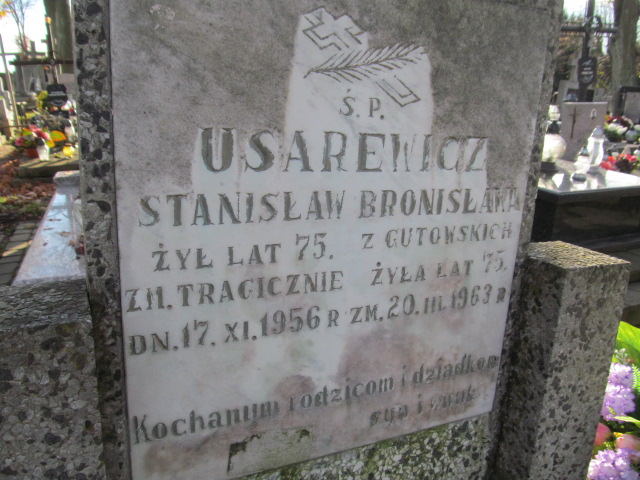 Ś. P.
USAREWICZ
STANISŁAW BRONISŁAWA
ŻYŁ LAT 75. Z GUTOWSKICH
ZM. TRAGICZNIE ŻYŁA LAT 75.
DN. 17. XI. 1956 R ZM. 20. III. 1963 R
Kochanym rodzicom i dziadkom
syn i wnuk